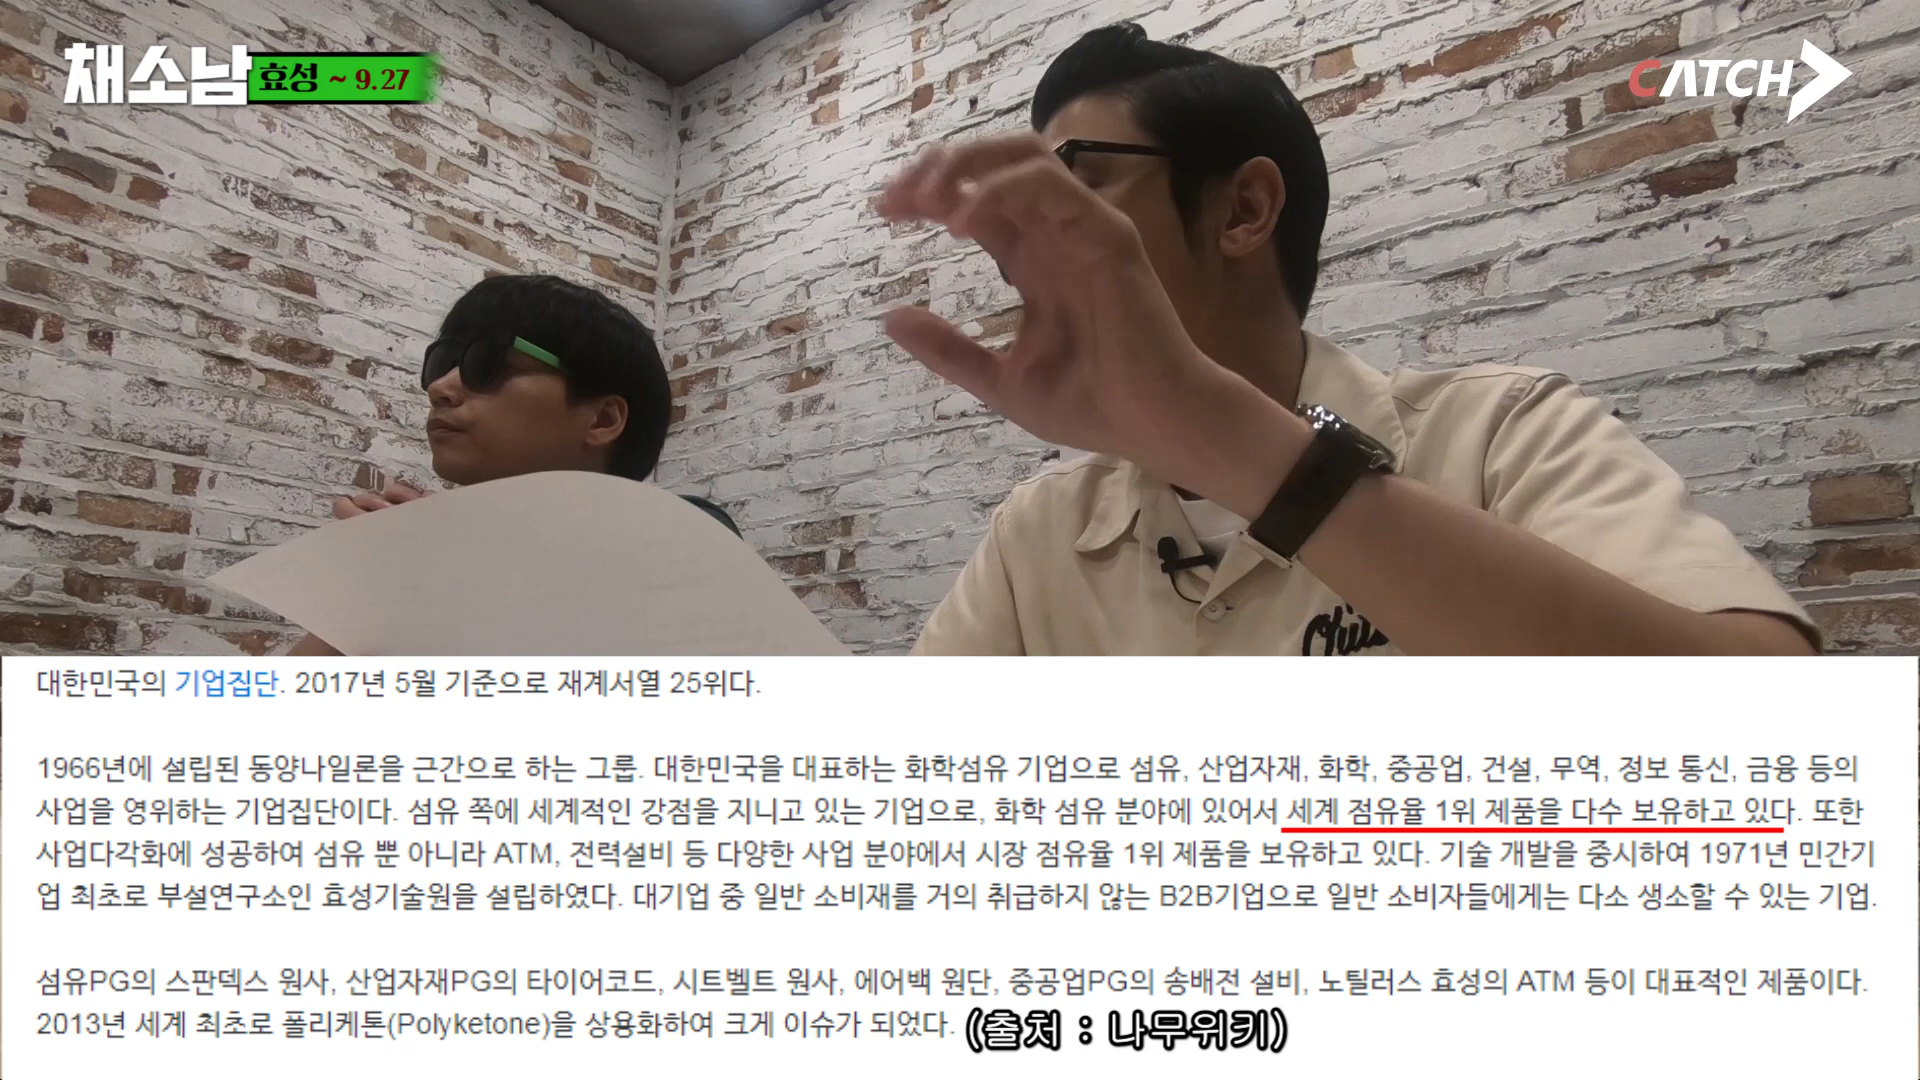 채소남 효성 ~ 9.27
CATCH
대한민국의 기업집단. 2017년 5월 기준으로 재계서열 25위다.
1966년에 설립된 동양나일론을 근간으로 하는 그룹. 대한민국을 대표하는 화학섬유 기업으로 섬유, 산업자재, 화학, 중공업, 건설, 무역, 정보 통신, 금융 등의
사업을 영위하는 기업집단이다. 섬유 쪽에 세계적인 강점을 지니고 있는 기업으로, 화학 섬유 분야에 있어서 세계 점유율 1위 제품을 다수 보유하고 있다. 또한
사업다각화에 성공하여 섬유 뿐 아니라 ATM, 전력설비 등 다양한 사업 분야에서 시장 점유율 1위 제품을 보유하고 있다. 기술 개발을 중시하여 1971년 민간기
업 최초로 부설연구소인 효성기술원을 설립하였다. 대기업 중 일반 소비재를 거의 취급하지 않는 B2B기업으로 일반 소비자들에게는 다소 생소할 수 있는 기업.
섬유PG의 스판덱스 원사, 산업자재PG의 타이어코드, 시트벨트 원사, 에어백 원단, 중공업PG의 송배전 설비, 노틸러스 효성의 ATM 등이 대표적인 제품이다.
2013년 세계 최초로 폴리케톤(Polyketone)을 상용화하여 크게 이슈가 되었다. (출처 : 나무위키)